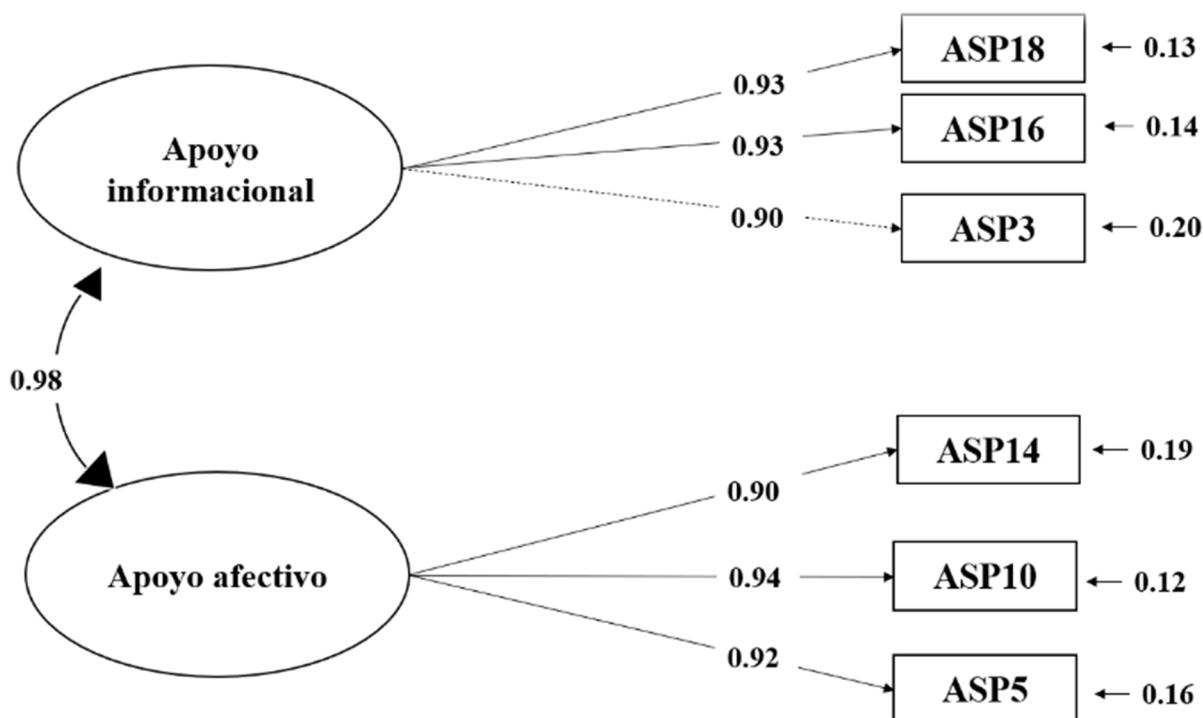 ASP18
0.13
0.93
Apoyo
informacional
0.93
ASP16
0.14
0.90
ASP3
0.20
0.98
ASP14
0.19
0.90
Apoyo afectivo
0.94
ASP10
0.12
0.92
ASP5
0.16